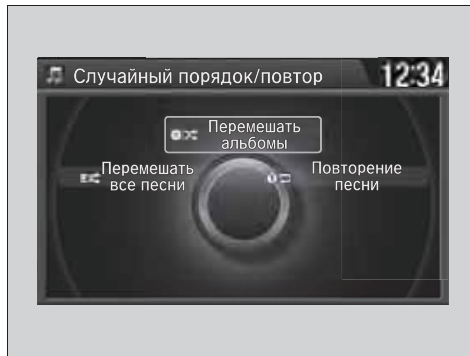 Случайный порядок/повтор 12:34
Перемешать
альбомы
Перемешать
все песни
Повторение
песни